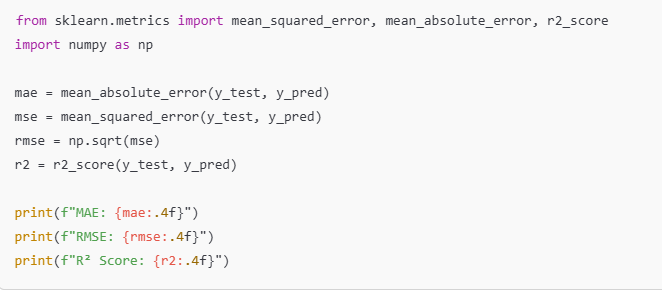 from sklearn.metrics import mean_squared_error, mean_absolute_error, r2_score
import numpy as np
mae = mean_absolute_error(y_test, y_pred)
mse = mean_squared_error(y_test, y_pred)
rmse = np.sqrt(mse)
r2 = r2_score(y_test, y_pred)
print(f"MAE: {mae:.4f}")
print(f"RMSE: {rmse:.4f}")
print(f"R² Score: {r2:.4f}")